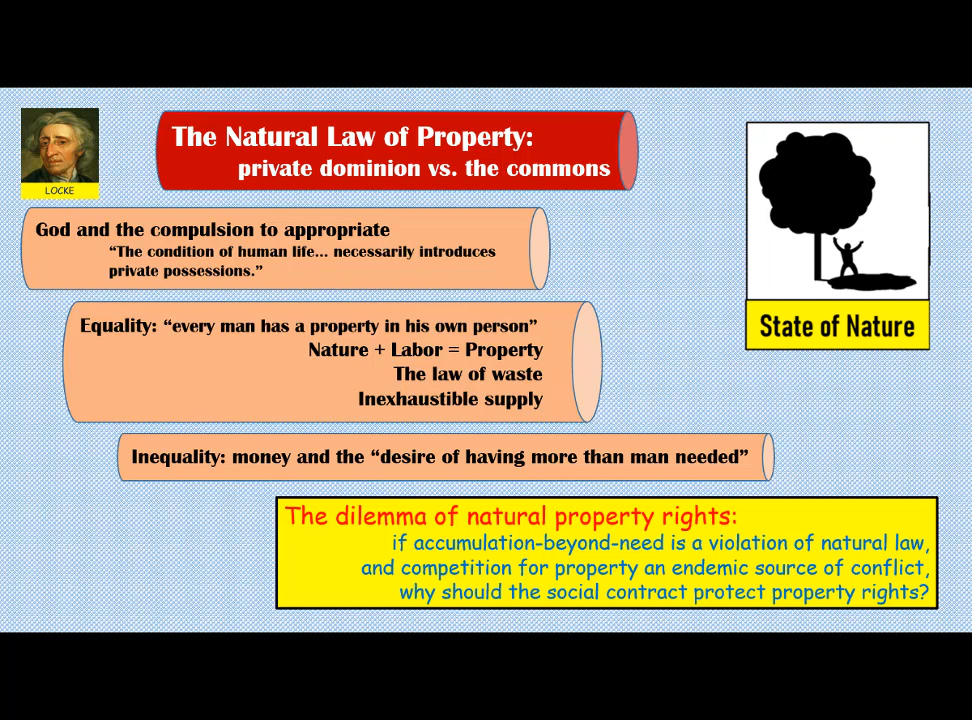 LOCKE
The Natural Law of Property:
private dominion vs. the commons
God and the compulsion to appropriate
“The condition of human life... necessarily introduces
private possessions.”
Equality: “every man has a property in his own person”
Nature + Labor = Property
The law of waste
Inexhaustible supply
Inequality: money and the “desire of having more than man needed”
State of Nature
The dilemma of natural property rights:
if accumulation-beyond-need is a violation of natural law,
and competition for property an endemic source of conflict,
why should the social contract protect property rights?